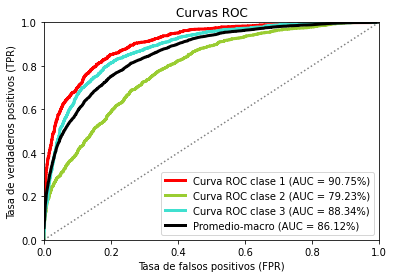 Curvas ROC
Tasa de verdaderos positivos (TPR)
1.0
0.8
0.6
0.4
0.2
0.0
Curva ROC clase 1 (AUC = 90.75%)
Curva ROC clase 2 (AUC = 79.23%)
Curva ROC clase 3 (AUC = 88.34%)
Promedio-macro (AUC = 86.12%)
0.0 0.2 0.4 0.6 0.8 1.0
Tasa de falsos positivos (FPR)